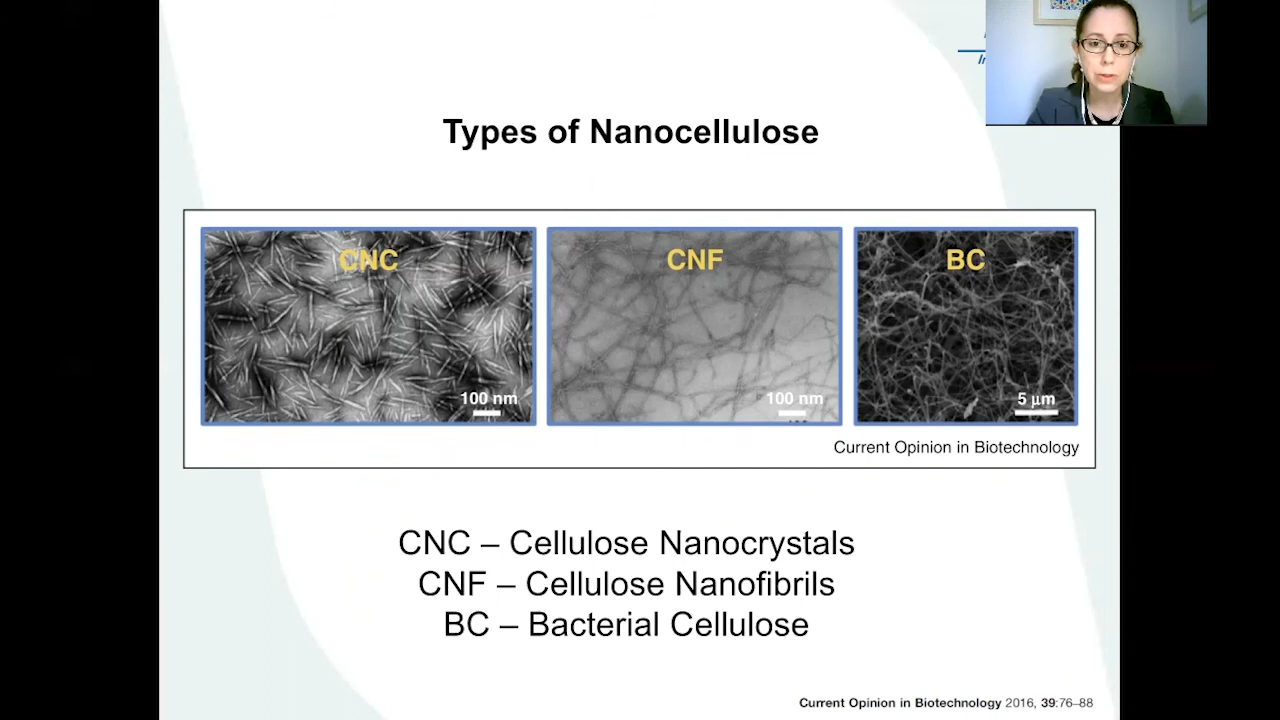 Types of Nanocellulose
CNC
CNF
BC
100 nm
100 nm
5 μm
Current Opinion in Biotechnology
CNC – Cellulose Nanocrystals
CNF – Cellulose Nanofibrils
BC – Bacterial Cellulose
Current Opinion in Biotechnology 2016, 39:76–88